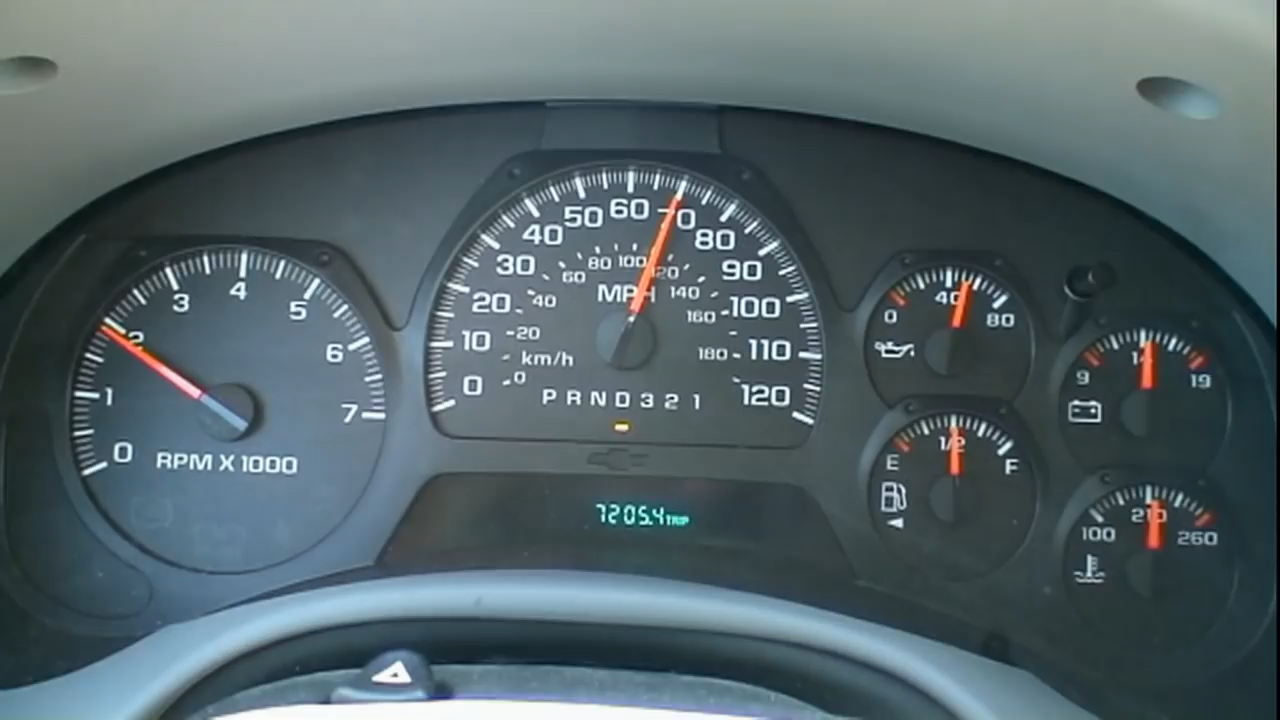 0 1 2 3 4 5 6 7
RPM X 1000
0 10 20 30 40 50 60 70 80 90 100 110 120
MPH
0 20 40 60 80 100 120 140 160 180
km/h
P R N D 3 2 1
7205.4 TRIP
0 40 80
9 14 19
E 1/2 F
100 210 260